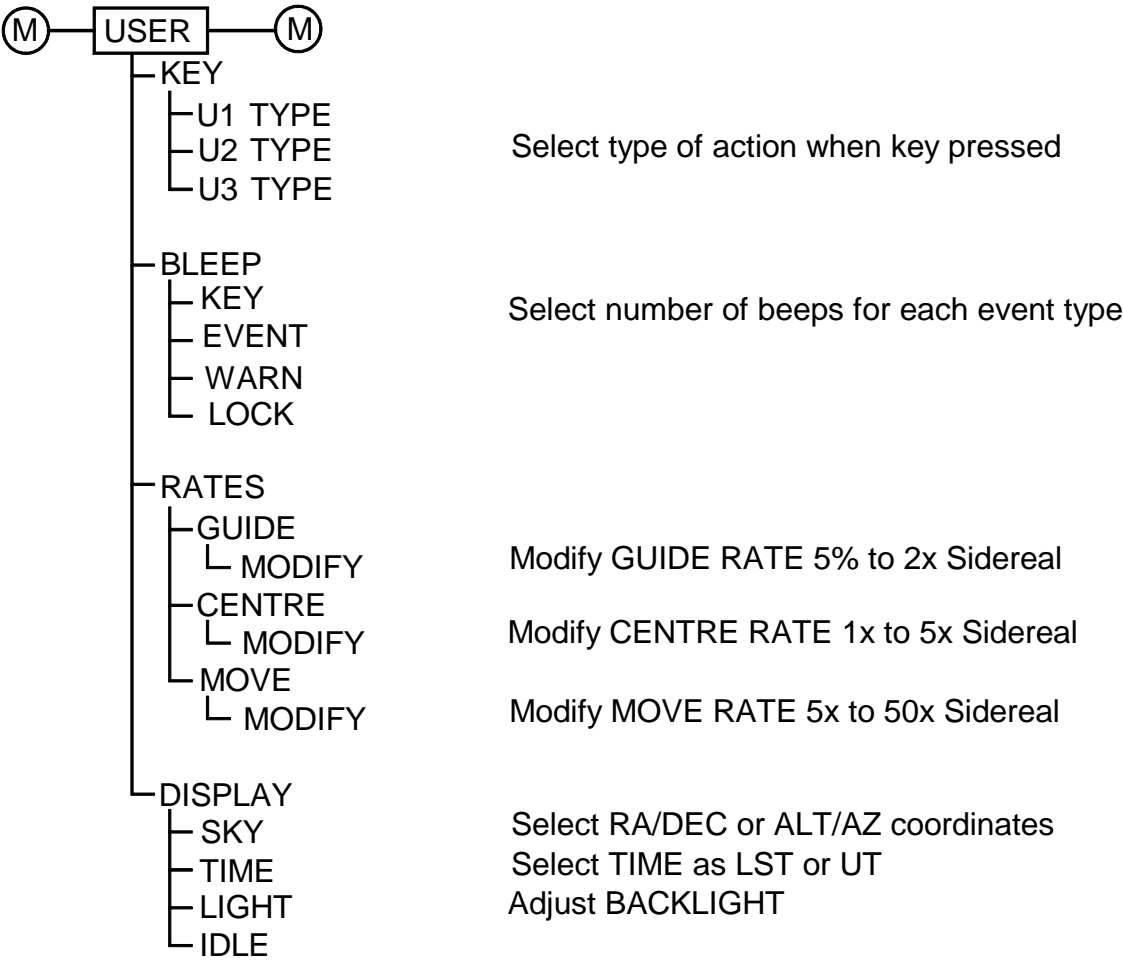 M USER M
KEY
U1 TYPE
U2 TYPE Select type of action when key pressed
U3 TYPE
BLEEP
KEY Select number of beeps for each event type
EVENT
WARN
LOCK
RATES
GUIDE
MODIFY Modify GUIDE RATE 5% to 2x Sidereal
CENTRE
MODIFY Modify CENTRE RATE 1x to 5x Sidereal
MOVE
MODIFY Modify MOVE RATE 5x to 50x Sidereal
DISPLAY
SKY Select RA/DEC or ALT/AZ coordinates
TIME Select TIME as LST or UT
LIGHT Adjust BACKLIGHT
IDLE